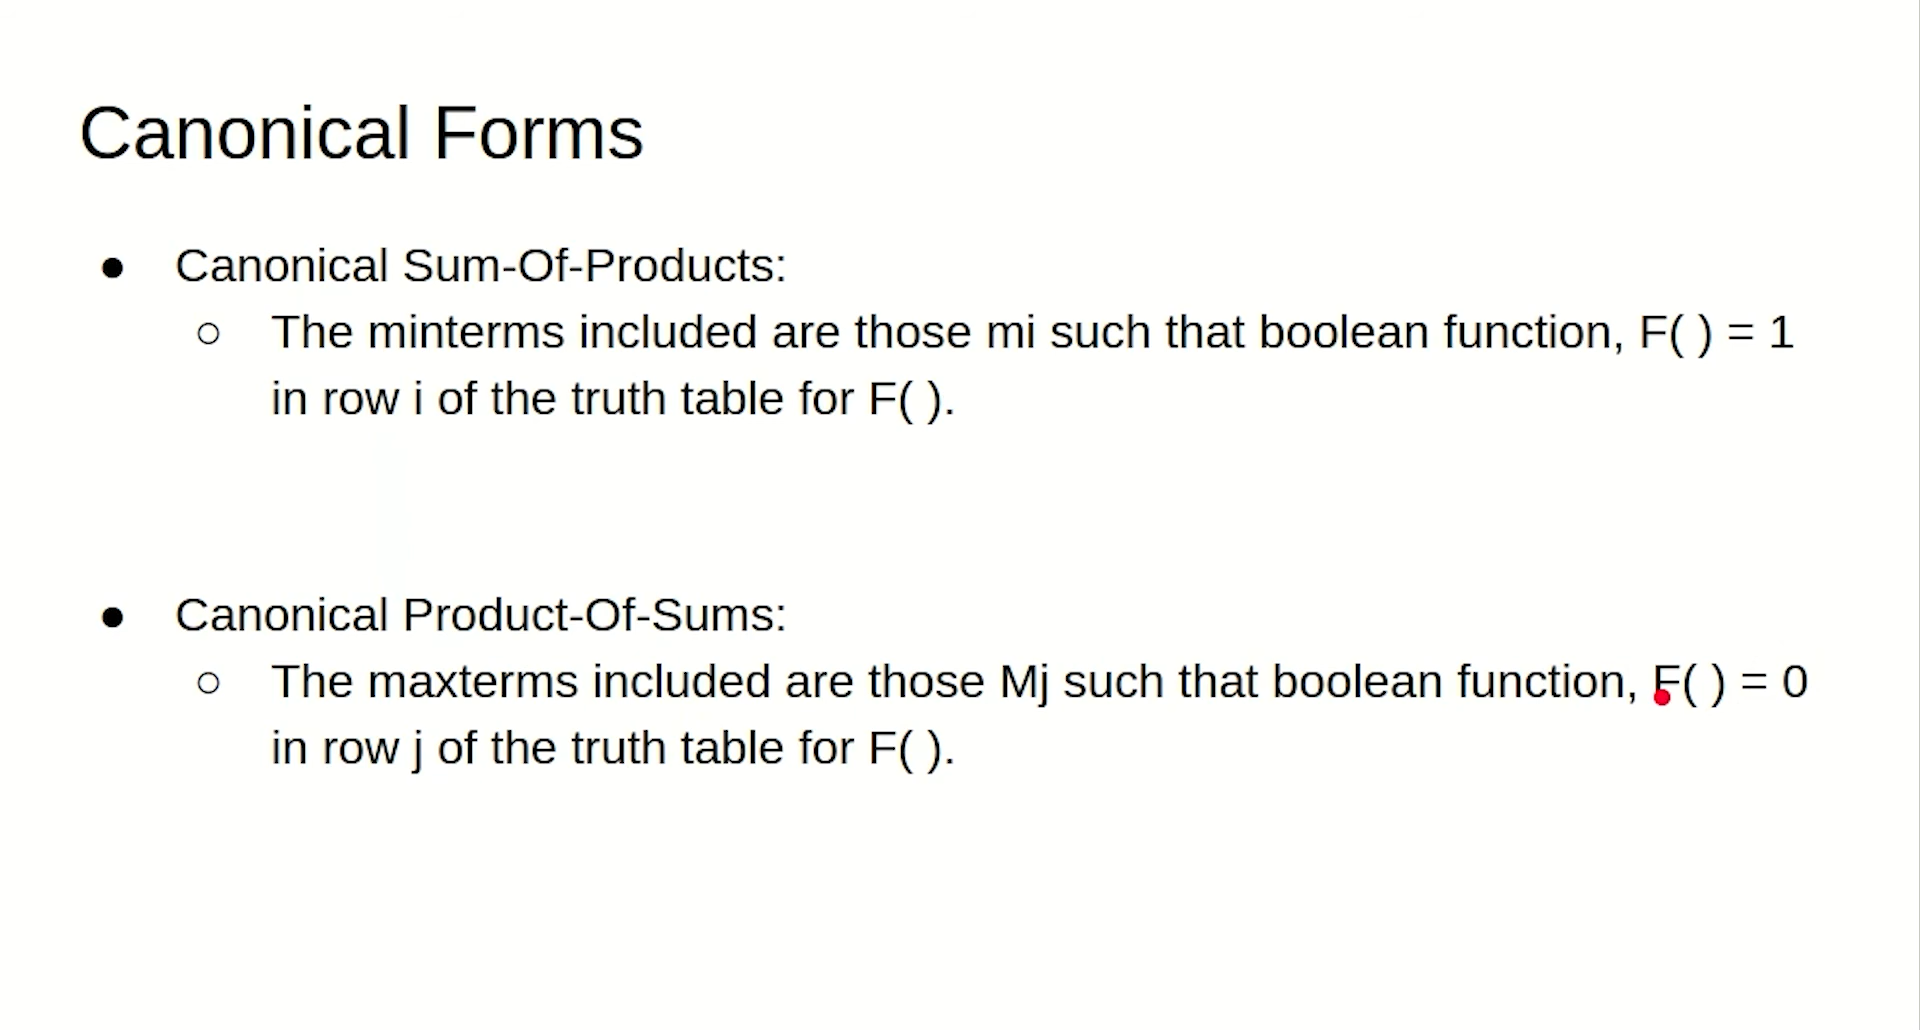 Canonical Forms
● Canonical Sum-Of-Products:
○ The minterms included are those mi such that boolean function, F( ) = 1
in row i of the truth table for F( ).
● Canonical Product-Of-Sums:
○ The maxterms included are those Mj such that boolean function, F( ) = 0
in row j of the truth table for F( ).